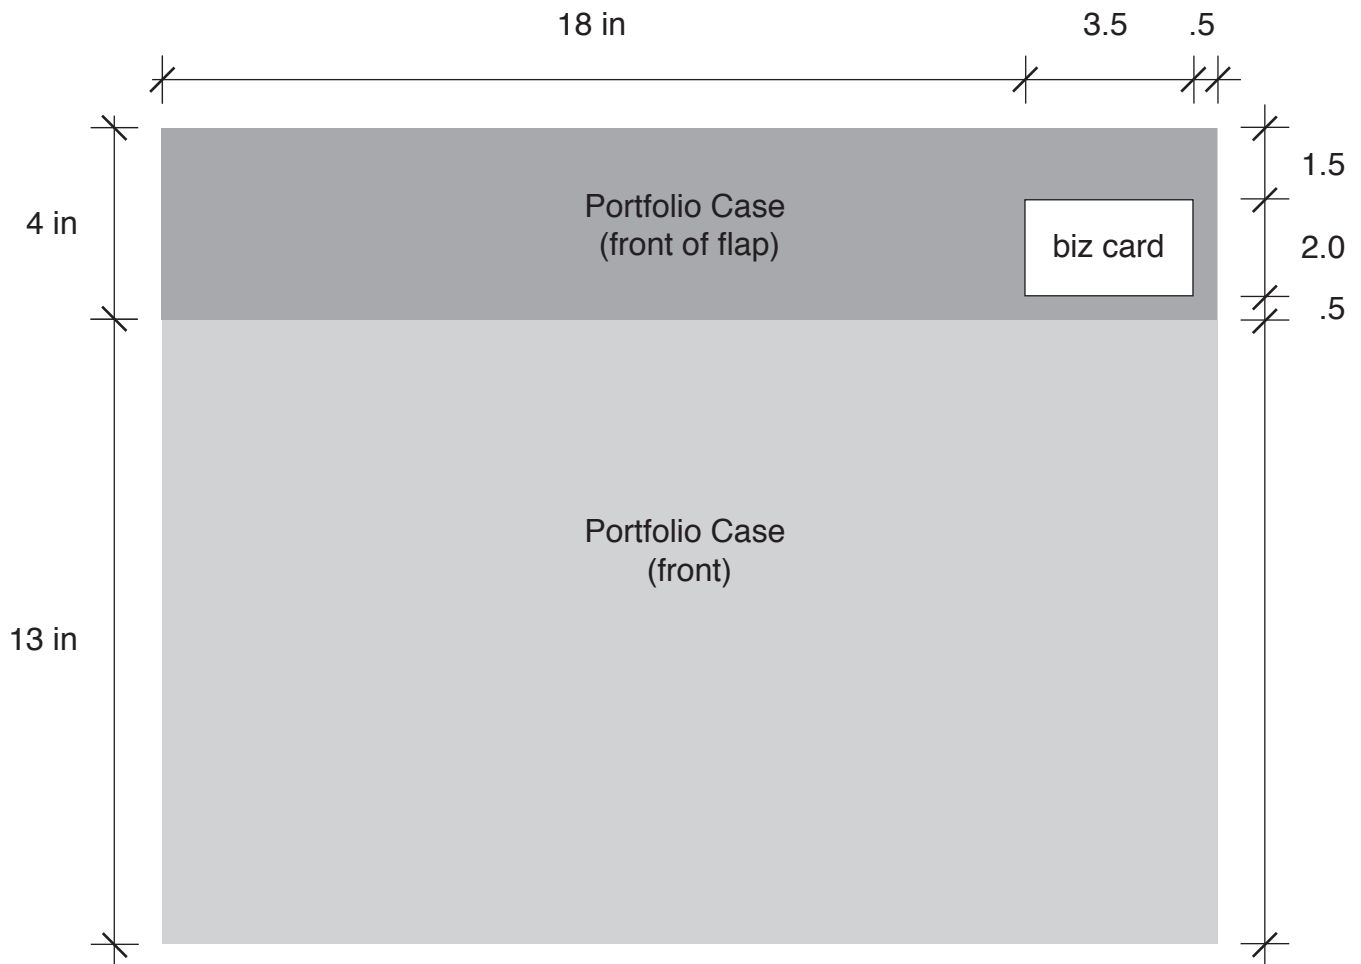 18 in
3.5
.5
1.5
4 in
Portfolio Case
(front of flap)
biz card
2.0
.5
Portfolio Case
(front)
13 in